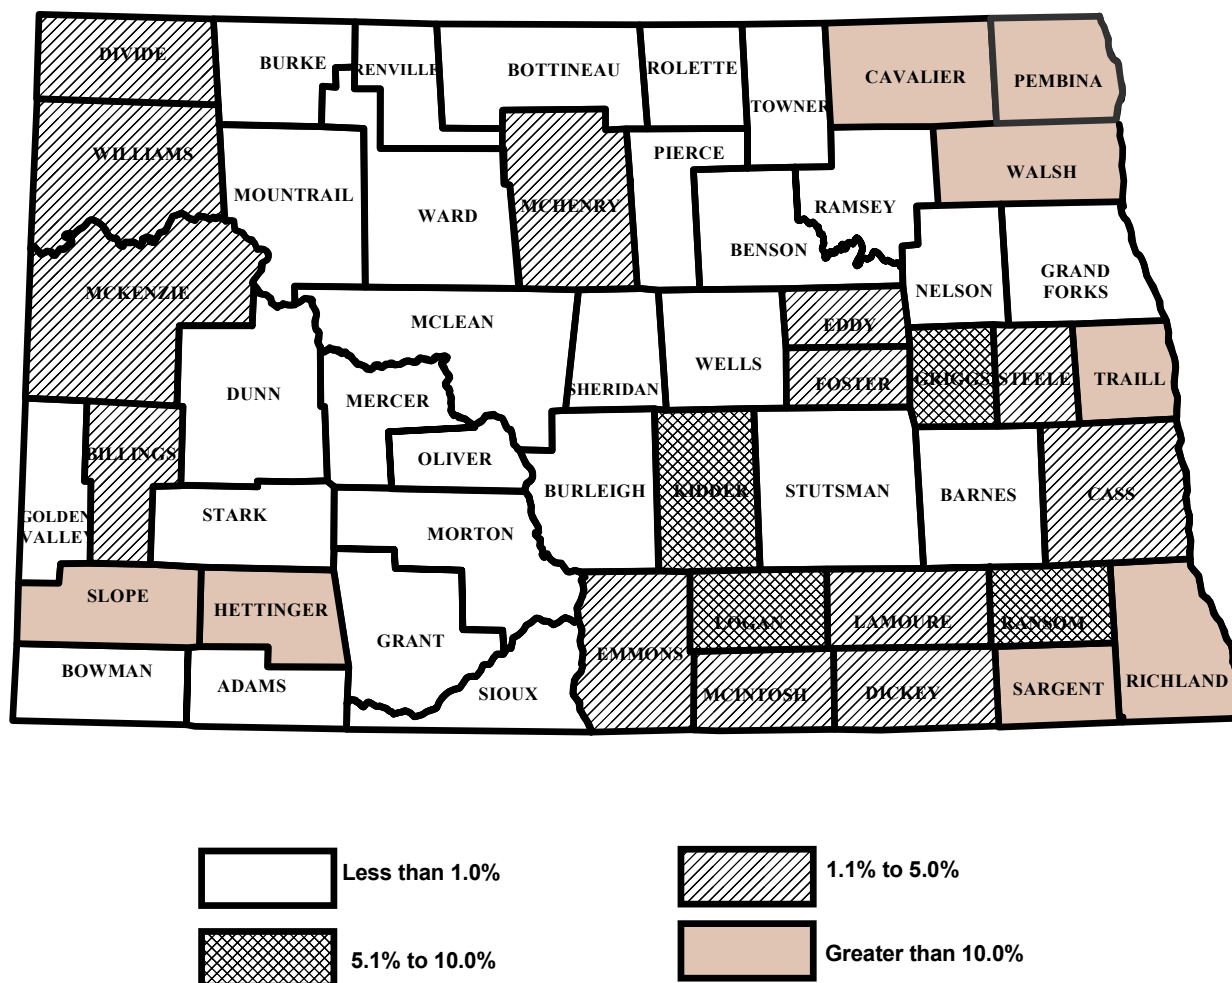 DIVIDE
BURKE
RENVILLE
BOTTINEAU
ROLETTE
TOWNER
CAVALIER
PEMBINA
WILLIAMS
MOUNTRAIL
WARD
MCHENRY
PIERCE
BENSON
RAMSEY
WALSH
MCKENZIE
NELSON
GRAND
FORKS
MCLEAN
EDDY
DUNN
MERCER
SHERIDAN
WELLS
FOSTER
GRIGGS
STEELE
TRAILL
BILLINGS
OLIVER
BURLEIGH
KIDDER
STUTSMAN
BARNES
CASS
GOLDEN
VALLEY
STARK
MORTON
SLOPE
HETTINGER
GRANT
EMMONS
LOGAN
LAMOURE
RANSOM
BOWMAN
ADAMS
SIOUX
MCINTOSH
DICKEY
SARGENT
RICHLAND
Less than 1.0%
1.1% to 5.0%
5.1% to 10.0%
Greater than 10.0%